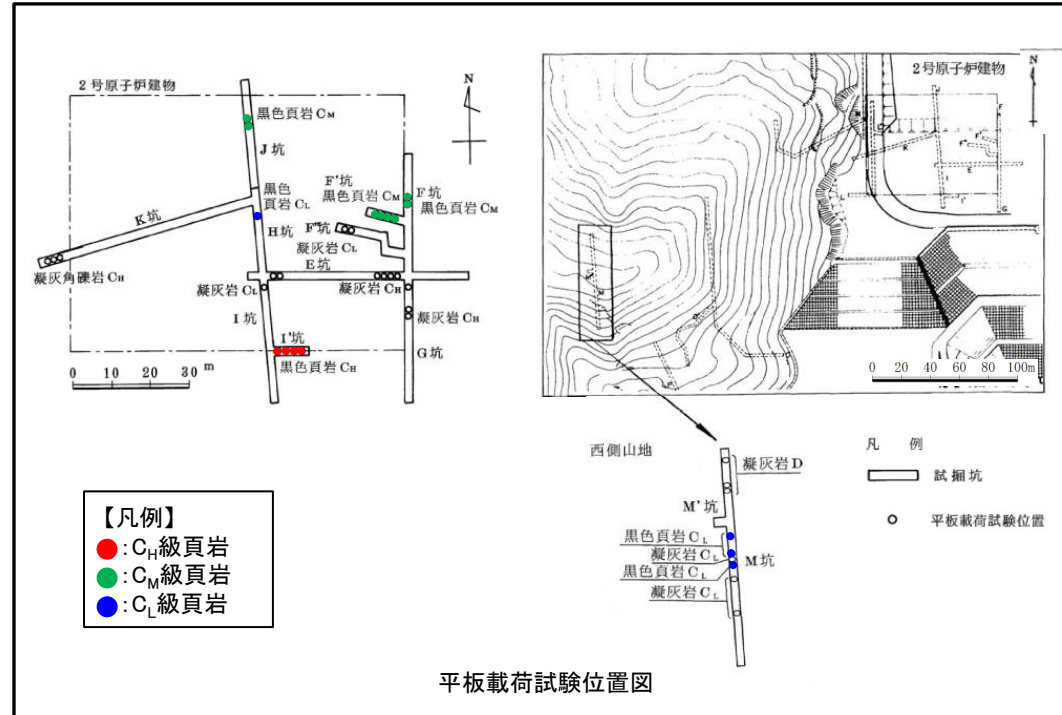 2号原子炉建物
N
黒色頁岩 CM
J坑
黒色
頁岩 CL
F'坑
黒色頁岩 CM
F坑
黒色頁岩 CM
K坑
H坑
F"坑
凝灰岩 CL
E坑
凝灰角礫岩 CH
凝灰岩 CL
凝灰岩 CH
I坑
凝灰岩 CH
I'坑
G坑
黒色頁岩 CH
0 10 20 30 m
2号原子炉建物
N
J
F
F'
F"
K
E
I
I'
G
0 20 40 60 80 100m
西側山地
凝灰岩 D
M'坑
黒色頁岩 CL
凝灰岩 CL
黒色頁岩 CL
M坑
凝灰岩 CL
凡 例
試掘坑
平板載荷試験位置
【凡例】
:CH級頁岩
:CM級頁岩
:CL級頁岩
平板載荷試験位置図